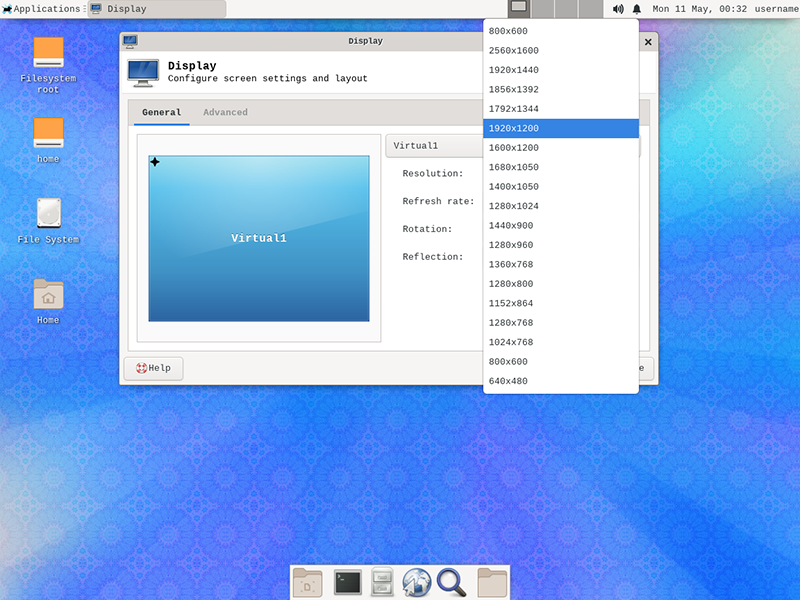 Applications
Display
Mon 11 May, 00:32
username
Filesystem
root
home
File System
Home
Display
Display
Configure screen settings and layout
General
Advanced
Virtual1
Virtual1
Resolution:
Refresh rate:
Rotation:
Reflection:
Help
e
800x600
2560x1600
1920x1440
1856x1392
1792x1344
1920x1200
1600x1200
1680x1050
1400x1050
1280x1024
1440x900
1280x960
1360x768
1280x800
1152x864
1280x768
1024x768
800x600
640x480